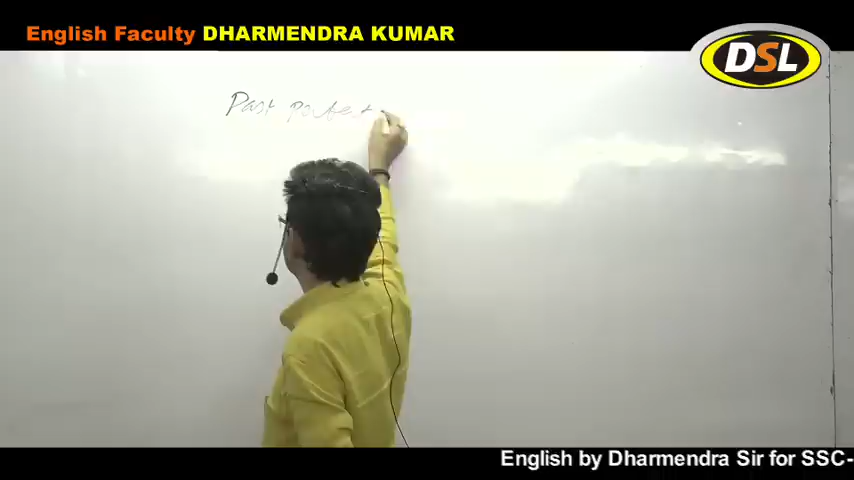 English Faculty DHARMENDRA KUMAR
DSL
Past perfect
English by Dharmendra Sir for SSC-